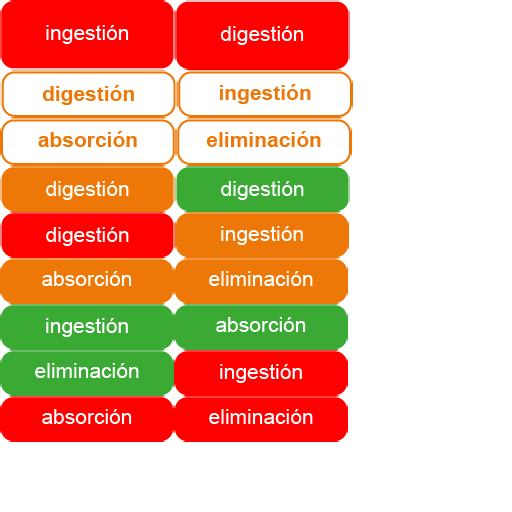 ingestión digestión
digestión ingestión
absorción eliminación
digestión digestión
digestión ingestión
absorción eliminación
ingestión absorción
eliminación ingestión
absorción eliminación